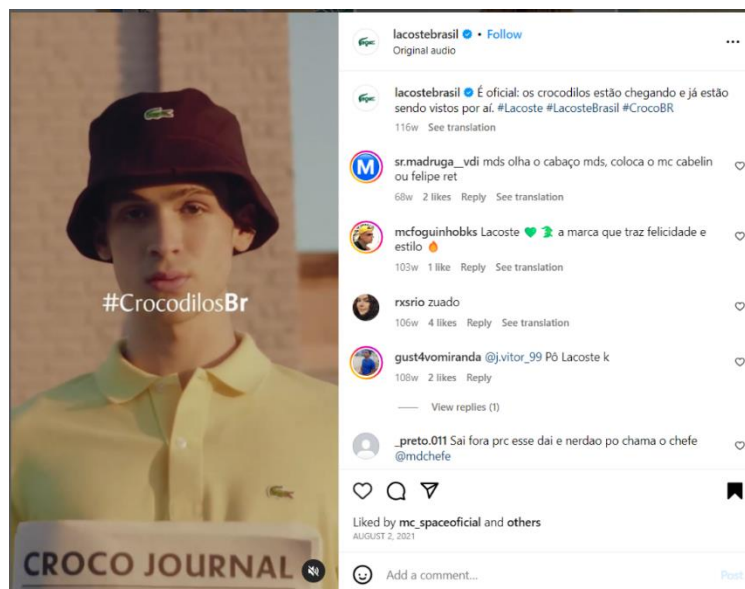 #CrocodilosBr
CROCO JOURNAL
lacostebrasil • Follow
Original audio
lacostebrasil É oficial: os crocodilos estão chegando e já estão
sendo vistos por aí. #Lacoste #LacosteBrasil #CrocoBR
116w See translation
M
sr.madruga__vdi mds olha o cabaço mds, coloca o mc cabelin
ou felipe ret
68w 2 likes Reply See translation
mcfoguinhobks Lacoste 💚🐊 a marca que traz felicidade e
estilo 🔥
103w 1 like Reply See translation
rxsrio zuado
106w 4 likes Reply See translation
gust4vomiranda @j.vitor_99 Pô Lacoste k
108w 2 likes Reply
View replies (1)
_preto.011 Sai fora prc esse dai e nerdao po chama o chefe
@mdchefe
Liked by mc_spaceoficial and others
AUGUST 2, 2021
Add a comment...
Post